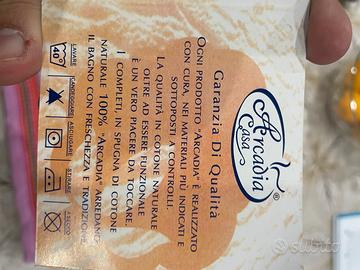 Arcadia
Casa
®
Garanzia Di Qualità
OGNI PRODOTTO "ARCADIA" È REALIZZATO
CON CURA, NEI MATERIALI PIÙ INDICATI E
SOTTOPOSTI A CONTROLLI.
LA QUALITÀ IN COTONE NATURALE
OLTRE AD ESSERE FUNZIONALE
È UN VERO PIACERE DA TOCCARE.
I COMPLETI, IN SPUGNA DI COTONE
NATURALE 100% "ARCADIA" ARREDANO
IL BAGNO CON FRESCHEZZA E TRADIZIONE.
LAVARE
CANDEGGIARE
ASCIUGARE
STIRARE
A SECCO
subito